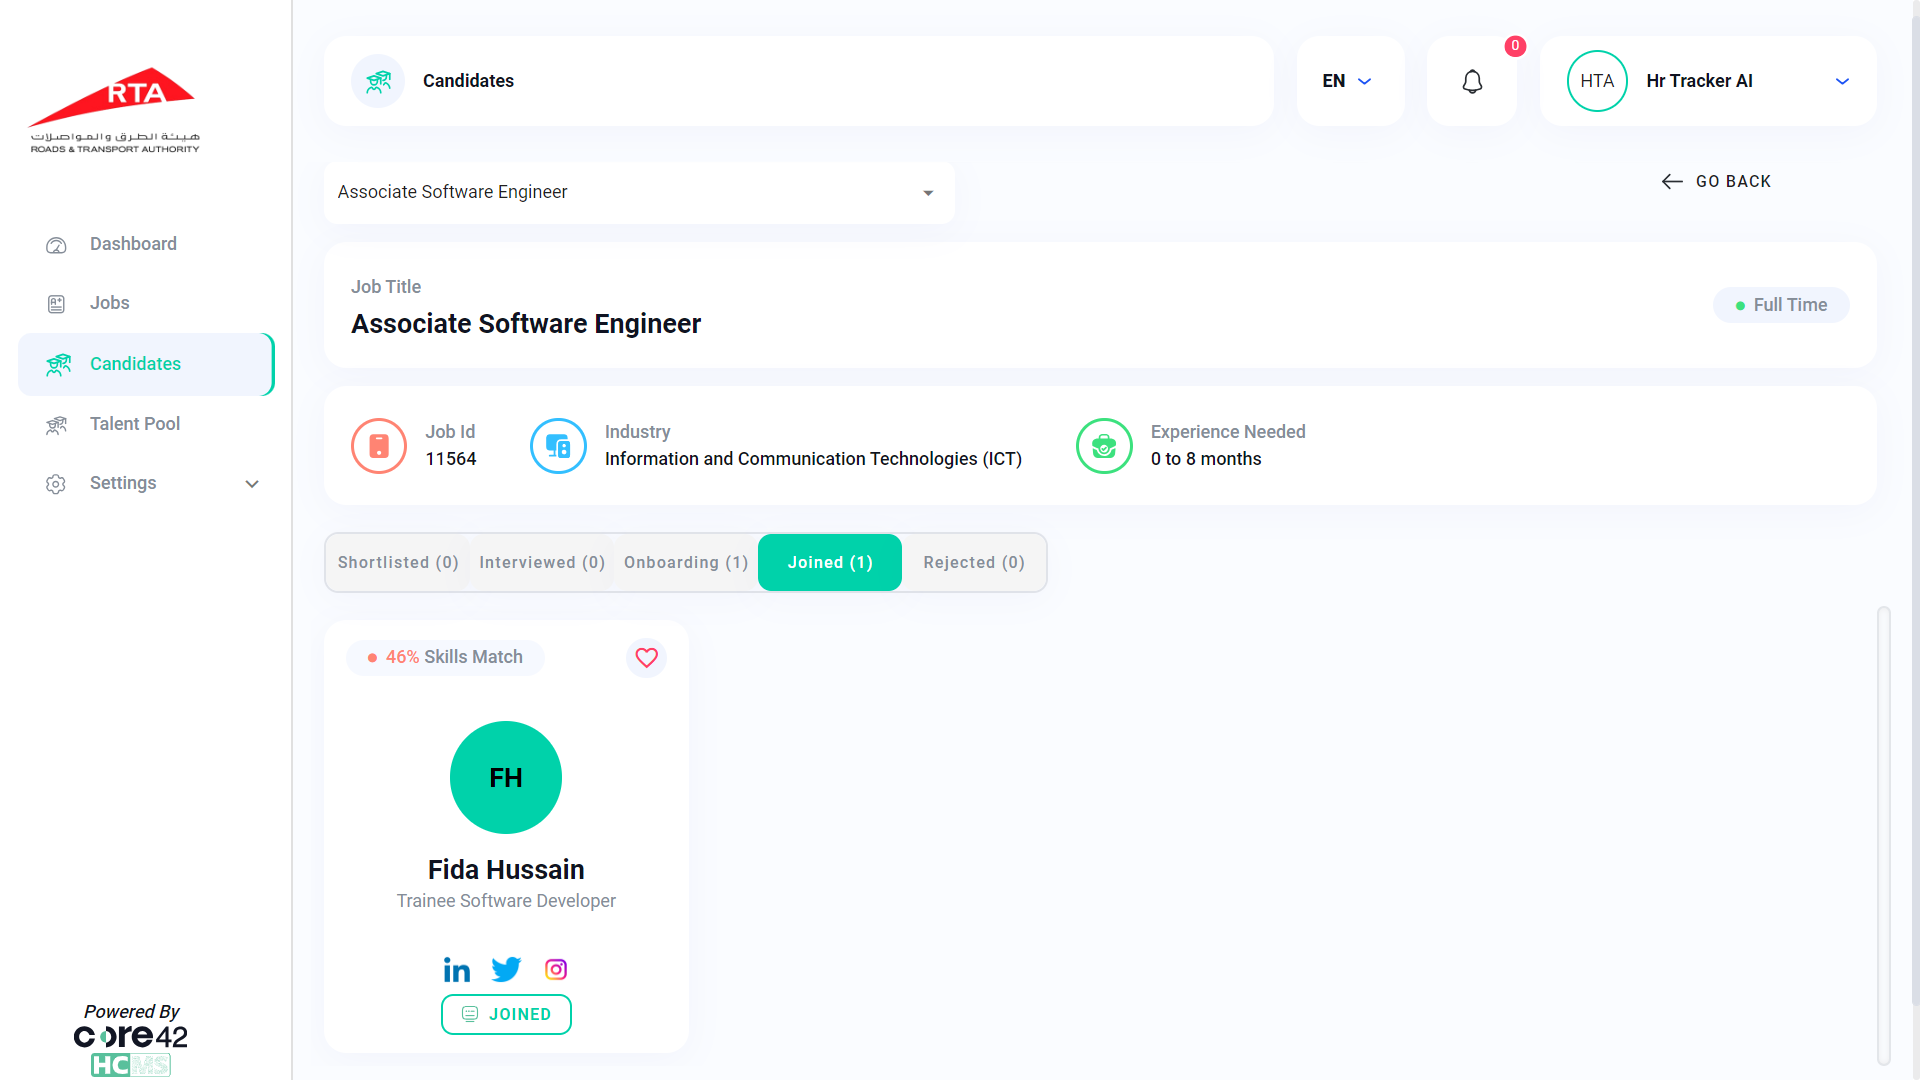 RTA
هيئة الطرق والمواصلات
ROADS & TRANSPORT AUTHORITY
Dashboard
Jobs
Candidates
Talent Pool
Settings
Powered By
core42
HCMS
Candidates
EN
0
HTA
Hr Tracker AI
Associate Software Engineer
GO BACK
Job Title
Associate Software Engineer
Full Time
Job Id
11564
Industry
Information and Communication Technologies (ICT)
Experience Needed
0 to 8 months
Shortlisted (0)
Interviewed (0)
Onboarding (1)
Joined (1)
Rejected (0)
46% Skills Match
FH
Fida Hussain
Trainee Software Developer
JOINED